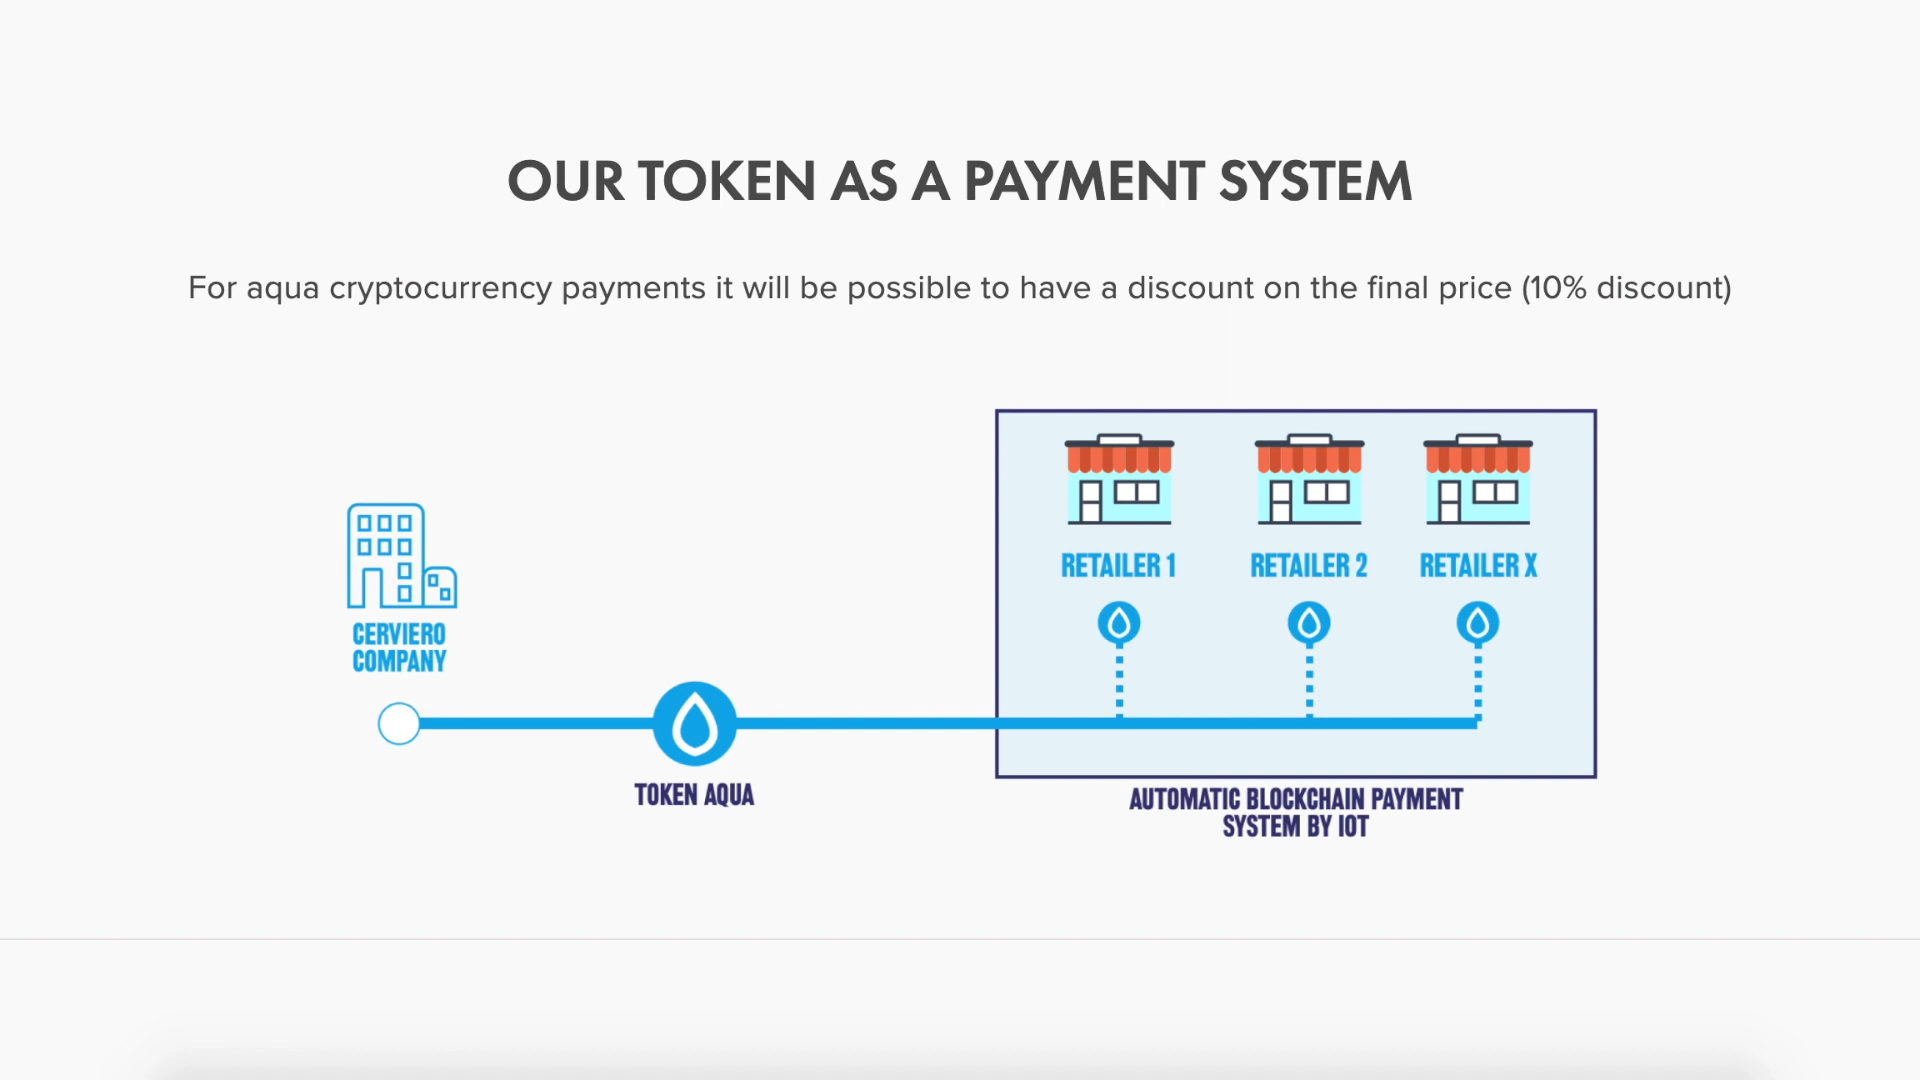 OUR TOKEN AS A PAYMENT SYSTEM
For aqua cryptocurrency payments it will be possible to have a discount on the final price (10% discount)
RETAILER 1
RETAILER 2
RETAILER X
CERVIERO
COMPANY
TOKEN AQUA
AUTOMATIC BLOCKCHAIN PAYMENT
SYSTEM BY IOT